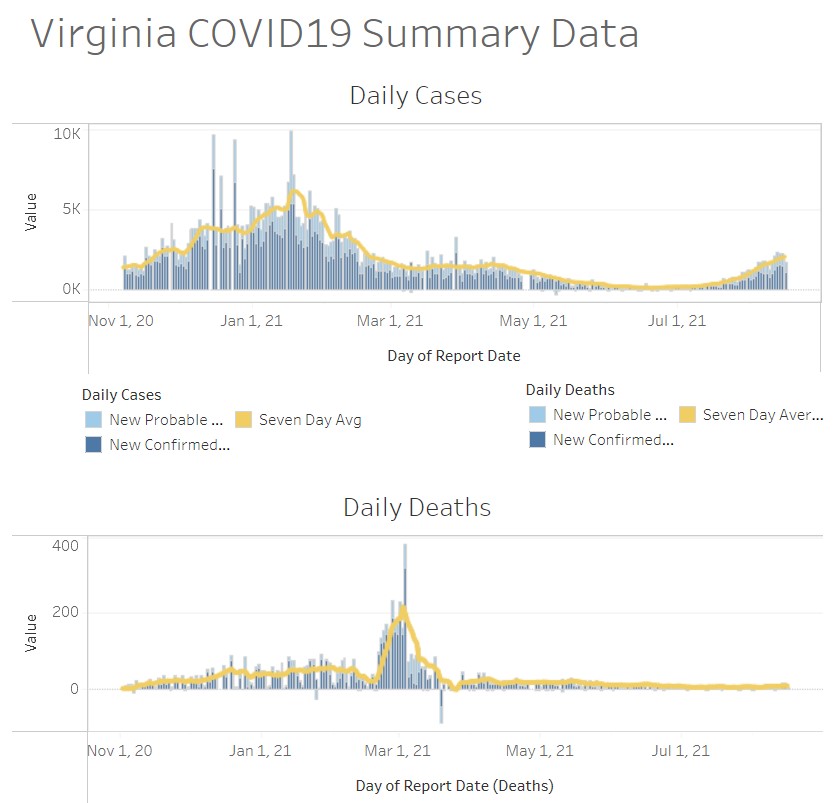 Virginia COVID19 Summary Data
Daily Cases
10K
5K
0K
Value
Nov 1, 20 Jan 1, 21 Mar 1, 21 May 1, 21 Jul 1, 21
Day of Report Date
Daily Cases
New Probable ... Seven Day Avg
New Confirmed...
Daily Deaths
New Probable ... Seven Day Aver...
New Confirmed...
Daily Deaths
400
200
0
Value
Nov 1, 20 Jan 1, 21 Mar 1, 21 May 1, 21 Jul 1, 21
Day of Report Date (Deaths)